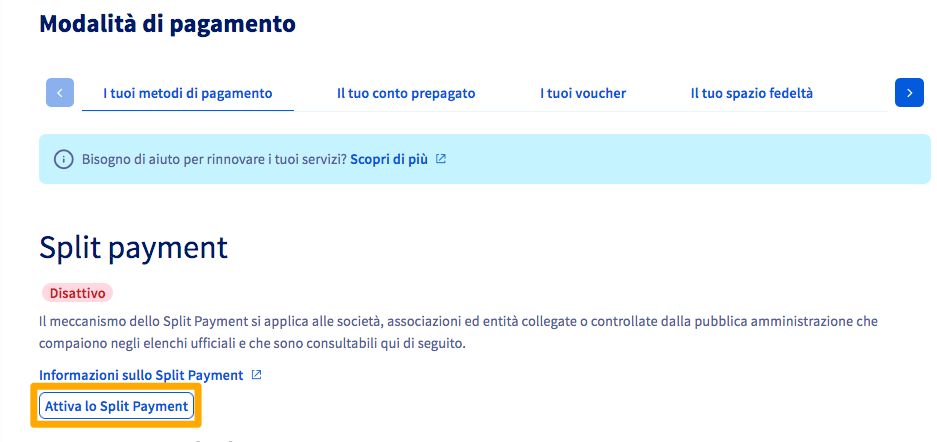 Modalità di pagamento
I tuoi metodi di pagamento Il tuo conto prepagato I tuoi voucher Il tuo spazio fedeltà
Bisogno di aiuto per rinnovare i tuoi servizi? Scopri di più
Split payment
Disattivo
Il meccanismo dello Split Payment si applica alle società, associazioni ed entità collegate o controllate dalla pubblica amministrazione che
compaiono negli elenchi ufficiali e che sono consultabili qui di seguito.
Informazioni sullo Split Payment
Attiva lo Split Payment